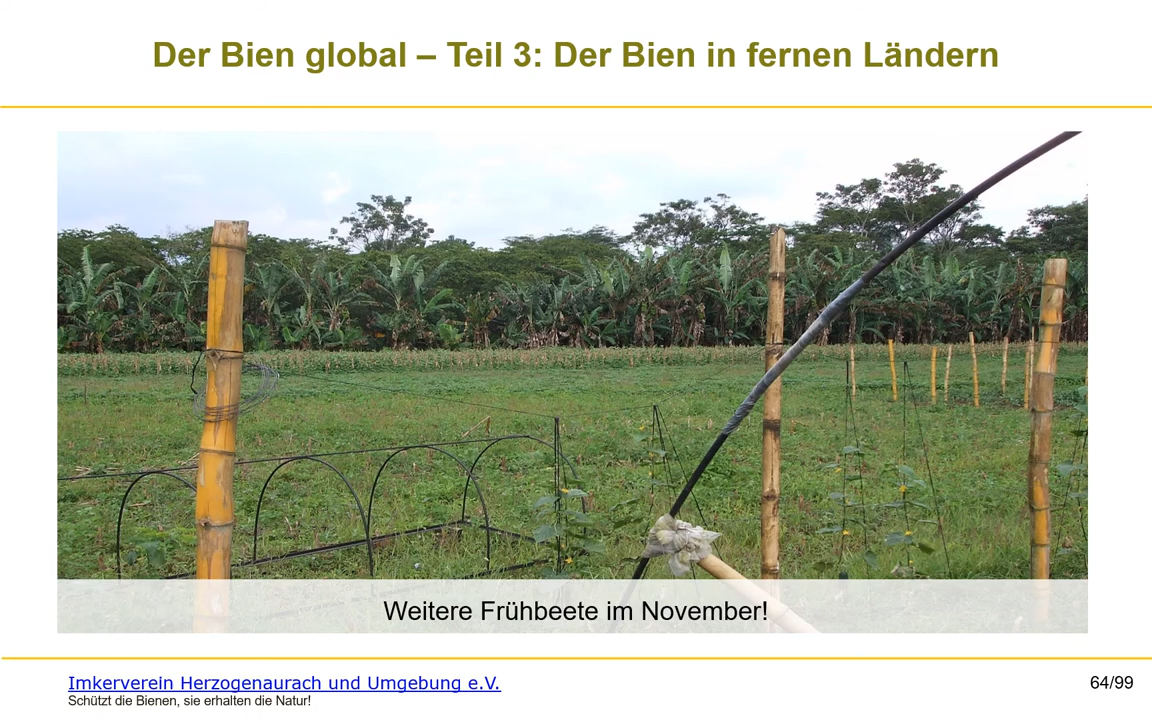 Der Bien global – Teil 3: Der Bien in fernen Ländern
Weitere Frühbeete im November!
Imkerverein Herzogenaurach und Umgebung e.V.
64/99
Schützt die Bienen, sie erhalten die Natur!